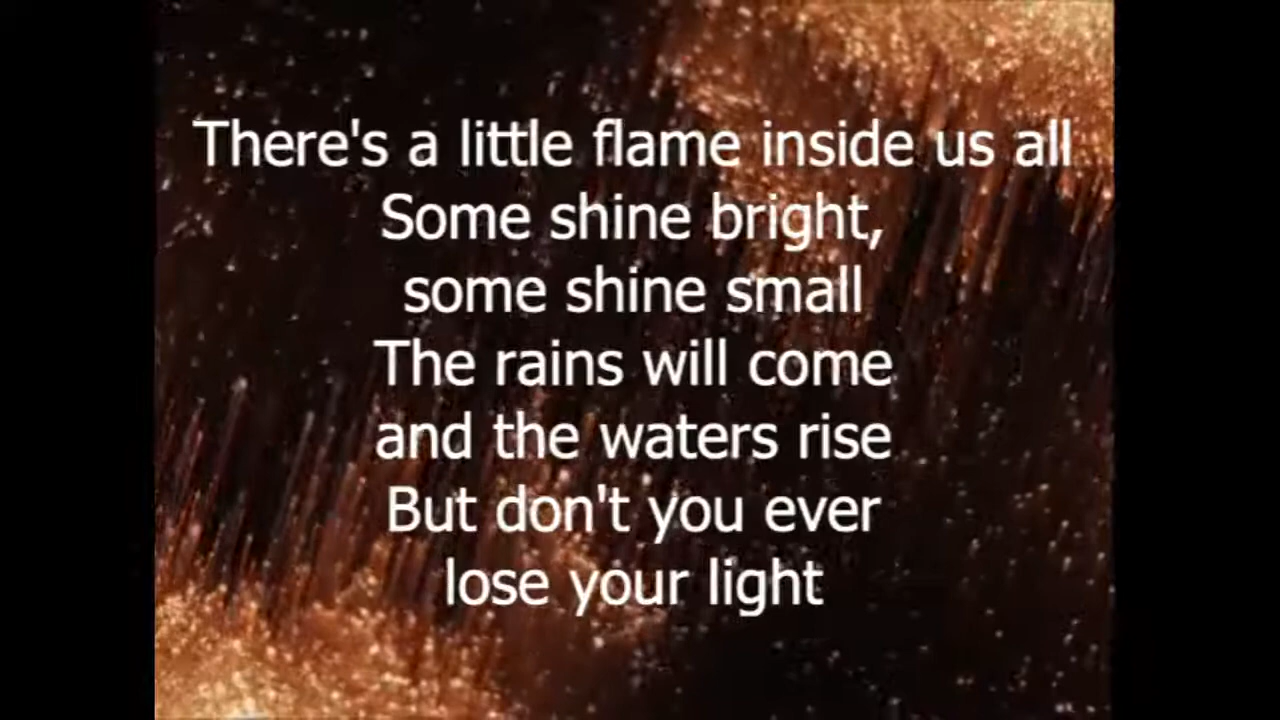 There's a little flame inside us all
Some shine bright,
some shine small
The rains will come
and the waters rise
But don't you ever
lose your light